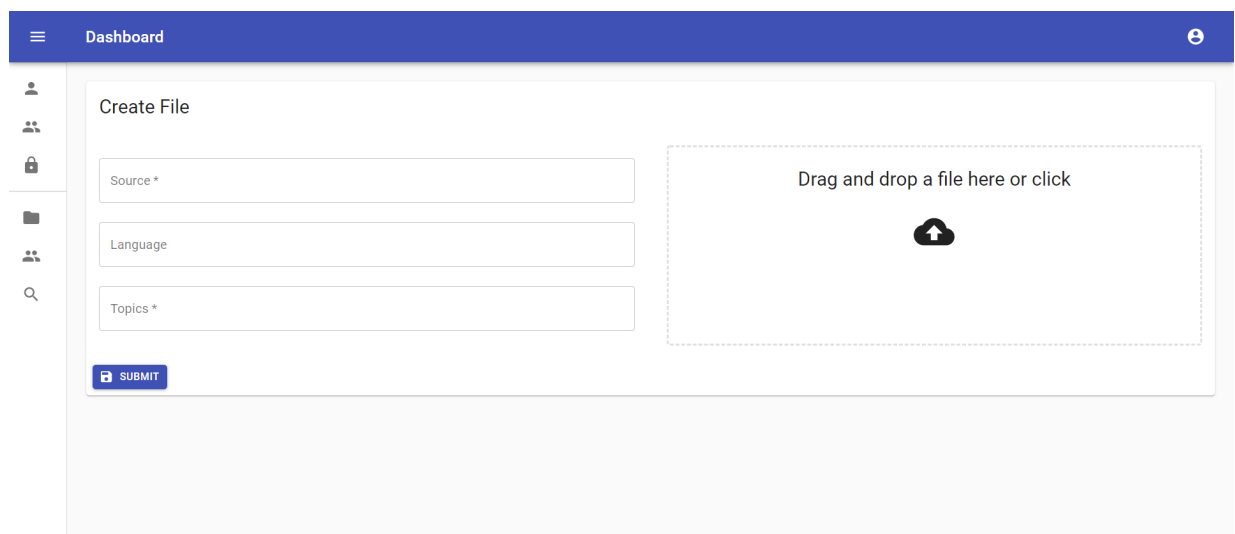 Dashboard
Create File
Source *
Language
Topics *
Drag and drop a file here or click
SUBMIT